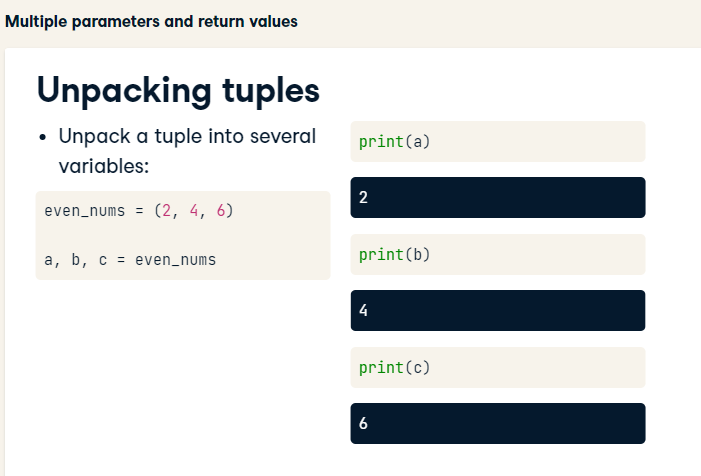 Multiple parameters and return values
Unpacking tuples
• Unpack a tuple into several
variables:
even_nums = (2, 4, 6)
a, b, c = even_nums
print(a)
2
print(b)
4
print(c)
6